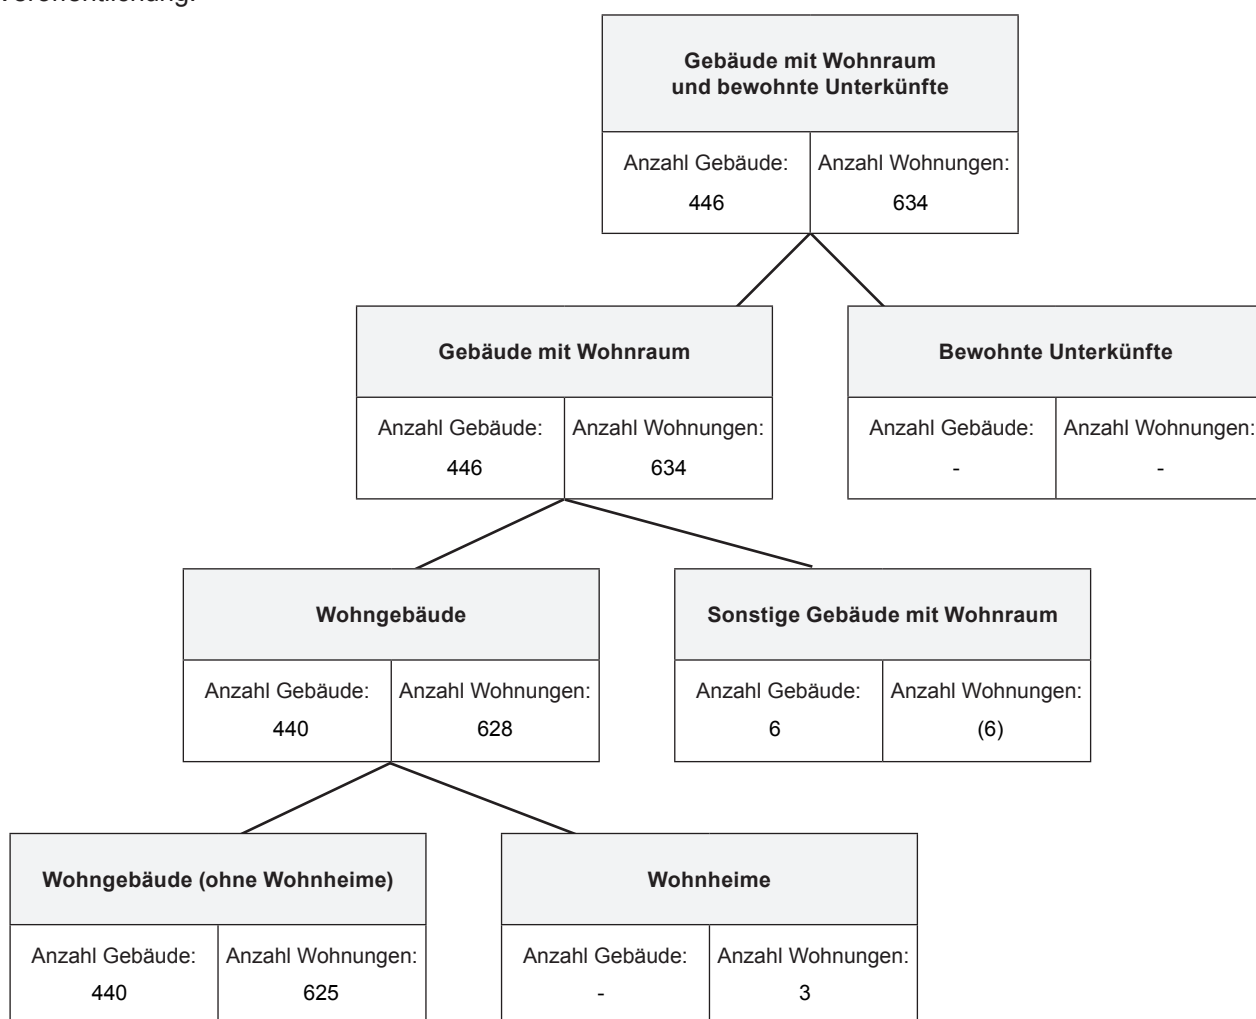 Veröffentlichung.
Gebäude mit Wohnraum
und bewohnte Unterkünfte
Anzahl Gebäude: Anzahl Wohnungen:
446 634
Gebäude mit Wohnraum
Anzahl Gebäude: Anzahl Wohnungen:
446 634
Bewohnte Unterkünfte
Anzahl Gebäude: Anzahl Wohnungen:
- -
Wohngebäude
Anzahl Gebäude: Anzahl Wohnungen:
440 628
Sonstige Gebäude mit Wohnraum
Anzahl Gebäude: Anzahl Wohnungen:
6 (6)
Wohngebäude (ohne Wohnheime)
Anzahl Gebäude: Anzahl Wohnungen:
440 625
Wohnheime
Anzahl Gebäude: Anzahl Wohnungen:
- 3